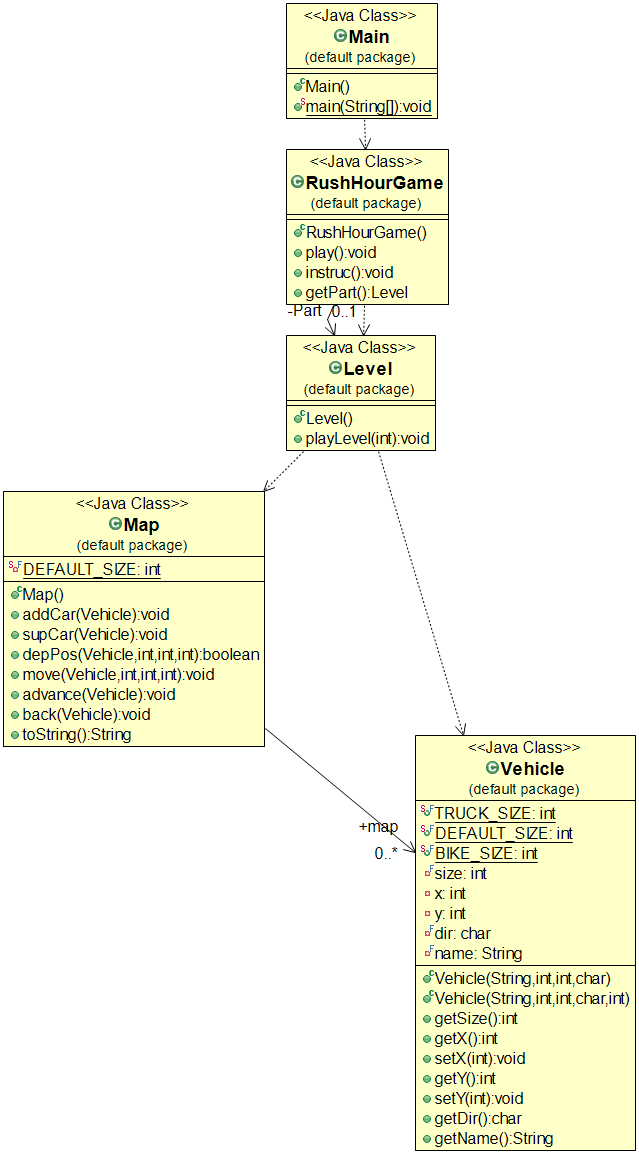 <<Java Class>>
Main
(default package)
Main()
main(String[]):void
<<Java Class>>
RushHourGame
(default package)
RushHourGame()
play():void
instruc():void
getPart():Level
-Part 0..1
<<Java Class>>
Level
(default package)
Level()
playLevel(int):void
<<Java Class>>
Map
(default package)
DEFAULT_SIZE: int
Map()
addCar(Vehicle):void
supCar(Vehicle):void
depPos(Vehicle,int,int,int):boolean
move(Vehicle,int,int,int):void
advance(Vehicle):void
back(Vehicle):void
toString():String
+map
0..*
<<Java Class>>
Vehicle
(default package)
TRUCK_SIZE: int
DEFAULT_SIZE: int
BIKE_SIZE: int
size: int
x: int
y: int
dir: char
name: String
Vehicle(String,int,int,char)
Vehicle(String,int,int,char,int)
getSize():int
getX():int
setX(int):void
getY():int
setY(int):void
getDir():char
getName():String